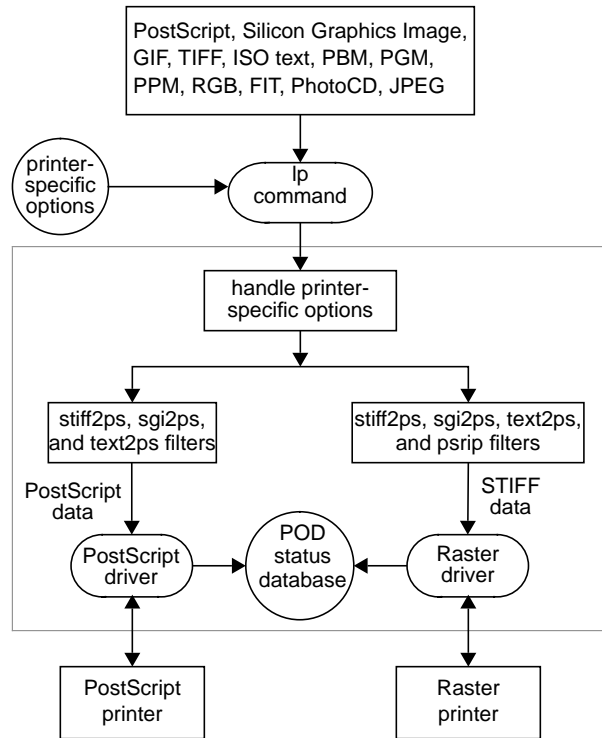 PostScript, Silicon Graphics Image,
GIF, TIFF, ISO text, PBM, PGM,
PPM, RGB, FIT, PhotoCD, JPEG
printer-
specific
options
lp
command
handle printer-
specific options
stiff2ps, sgi2ps,
and text2ps filters
stiff2ps, sgi2ps, text2ps,
and psrip filters
PostScript
data
STIFF
data
PostScript
driver
POD
status
database
Raster
driver
PostScript
printer
Raster
printer